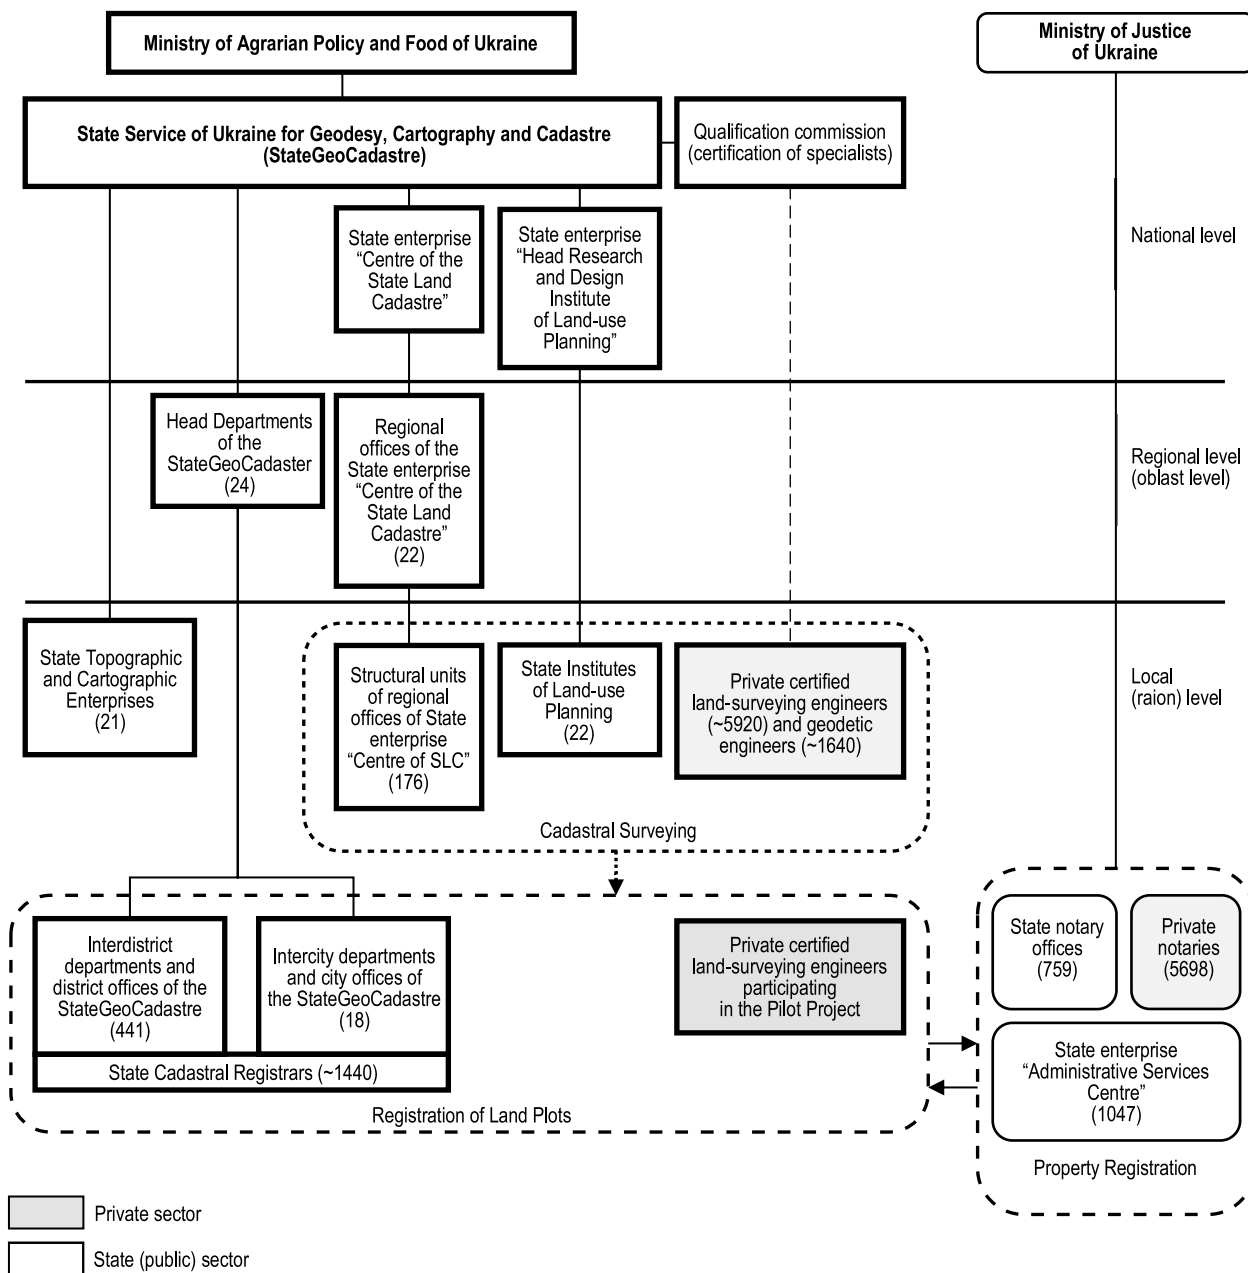 Ministry of Agrarian Policy and Food of Ukraine
Ministry of Justice
of Ukraine
State Service of Ukraine for Geodesy, Cartography and Cadastre
(StateGeoCadastre)
Qualification commission
(certification of specialists)
State enterprise
“Centre of the
State Land
Cadastre”
State enterprise
“Head Research
and Design
Institute
of Land-use
Planning”
National level
Head Departments
of the
StateGeoCadaster
(24)
Regional
offices of the
State enterprise
“Centre of the
State Land
Cadastre”
(22)
Regional level
(oblast level)
State Topographic
and Cartographic
Enterprises
(21)
Structural units
of regional
offices of State
enterprise
“Centre of SLC”
(176)
State Institutes
of Land-use
Planning
(22)
Private certified
land-surveying engineers
(~5920) and geodetic
engineers (~1640)
Local
(raion) level
Cadastral Surveying
Interdistrict
departments and
district offices of the
StateGeoCadastre
(441)
Intercity departments
and city offices of
the StateGeoCadastre
(18)
State Cadastral Registrars (~1440)
Private certified
land-surveying engineers
participating
in the Pilot Project
Registration of Land Plots
State notary
offices
(759)
Private
notaries
(5698)
State enterprise
“Administrative Services
Centre”
(1047)
Property Registration
Private sector
State (public) sector